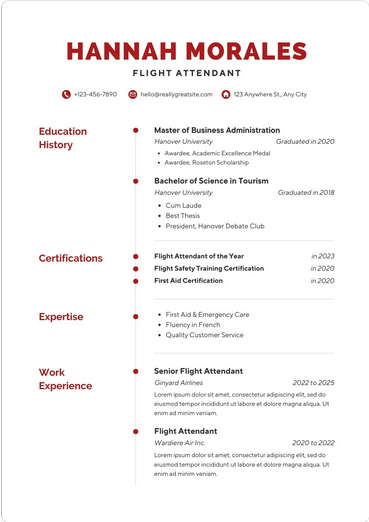 HANNAH MORALES
FLIGHT ATTENDANT
+123-456-7890 hello@reallygreatsite.com 123 Anywhere St., Any City
Education
History
Master of Business Administration
Hanover University Graduated in 2020
• Awardee, Academic Excellence Medal
• Awardee, Roseton Scholarship
Bachelor of Science in Tourism
Hanover University Graduated in 2018
• Cum Laude
• Best Thesis
• President, Hanover Debate Club
Certifications
Flight Attendant of the Year in 2023
Flight Safety Training Certification in 2020
First Aid Certification in 2020
Expertise
• First Aid & Emergency Care
• Fluency in French
• Quality Customer Service
Work
Experience
Senior Flight Attendant
Ginyard Airlines 2022 to 2025
Lorem ipsum dolor sit amet, consectetur adipiscing elit, sed do
eiusmod tempor incididunt ut labore et dolore magna aliqua. Ut
enim ad minim veniam.
Flight Attendant
Wardiere Air Inc. 2020 to 2022
Lorem ipsum dolor sit amet, consectetur adipiscing elit, sed do
eiusmod tempor incididunt ut labore et dolore magna aliqua. Ut
enim ad minim veniam.